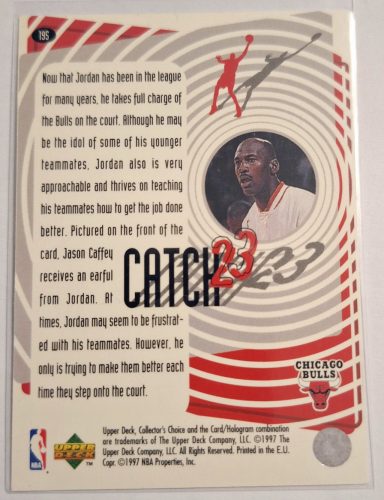 195
Now that Jordan has been in the league
for many years, he takes full charge of
the Bulls on the court. Although he may
be the idol of some of his younger
teammates, Jordan also is very
approachable and thrives on teaching
his teammates how to get the job done
better. Pictured on the front of the
card, Jason Caffey
receives an earful
from Jordan. At
times, Jordan may seem to be frustrat-
ed with his teammates. However, he
only is trying to make them better each
time they step onto the court.
CATCH
23
23
CHICAGO
BULLS
NBA
UPPER
DECK
TM
Upper Deck, Collector's Choice and the Card/Hologram combination
are trademarks of The Upper Deck Company, LLC. ©1997 The
Upper Deck Company, LLC. All Rights Reserved. Printed in the E.U.
Copr. ©1997 NBA Properties, Inc.